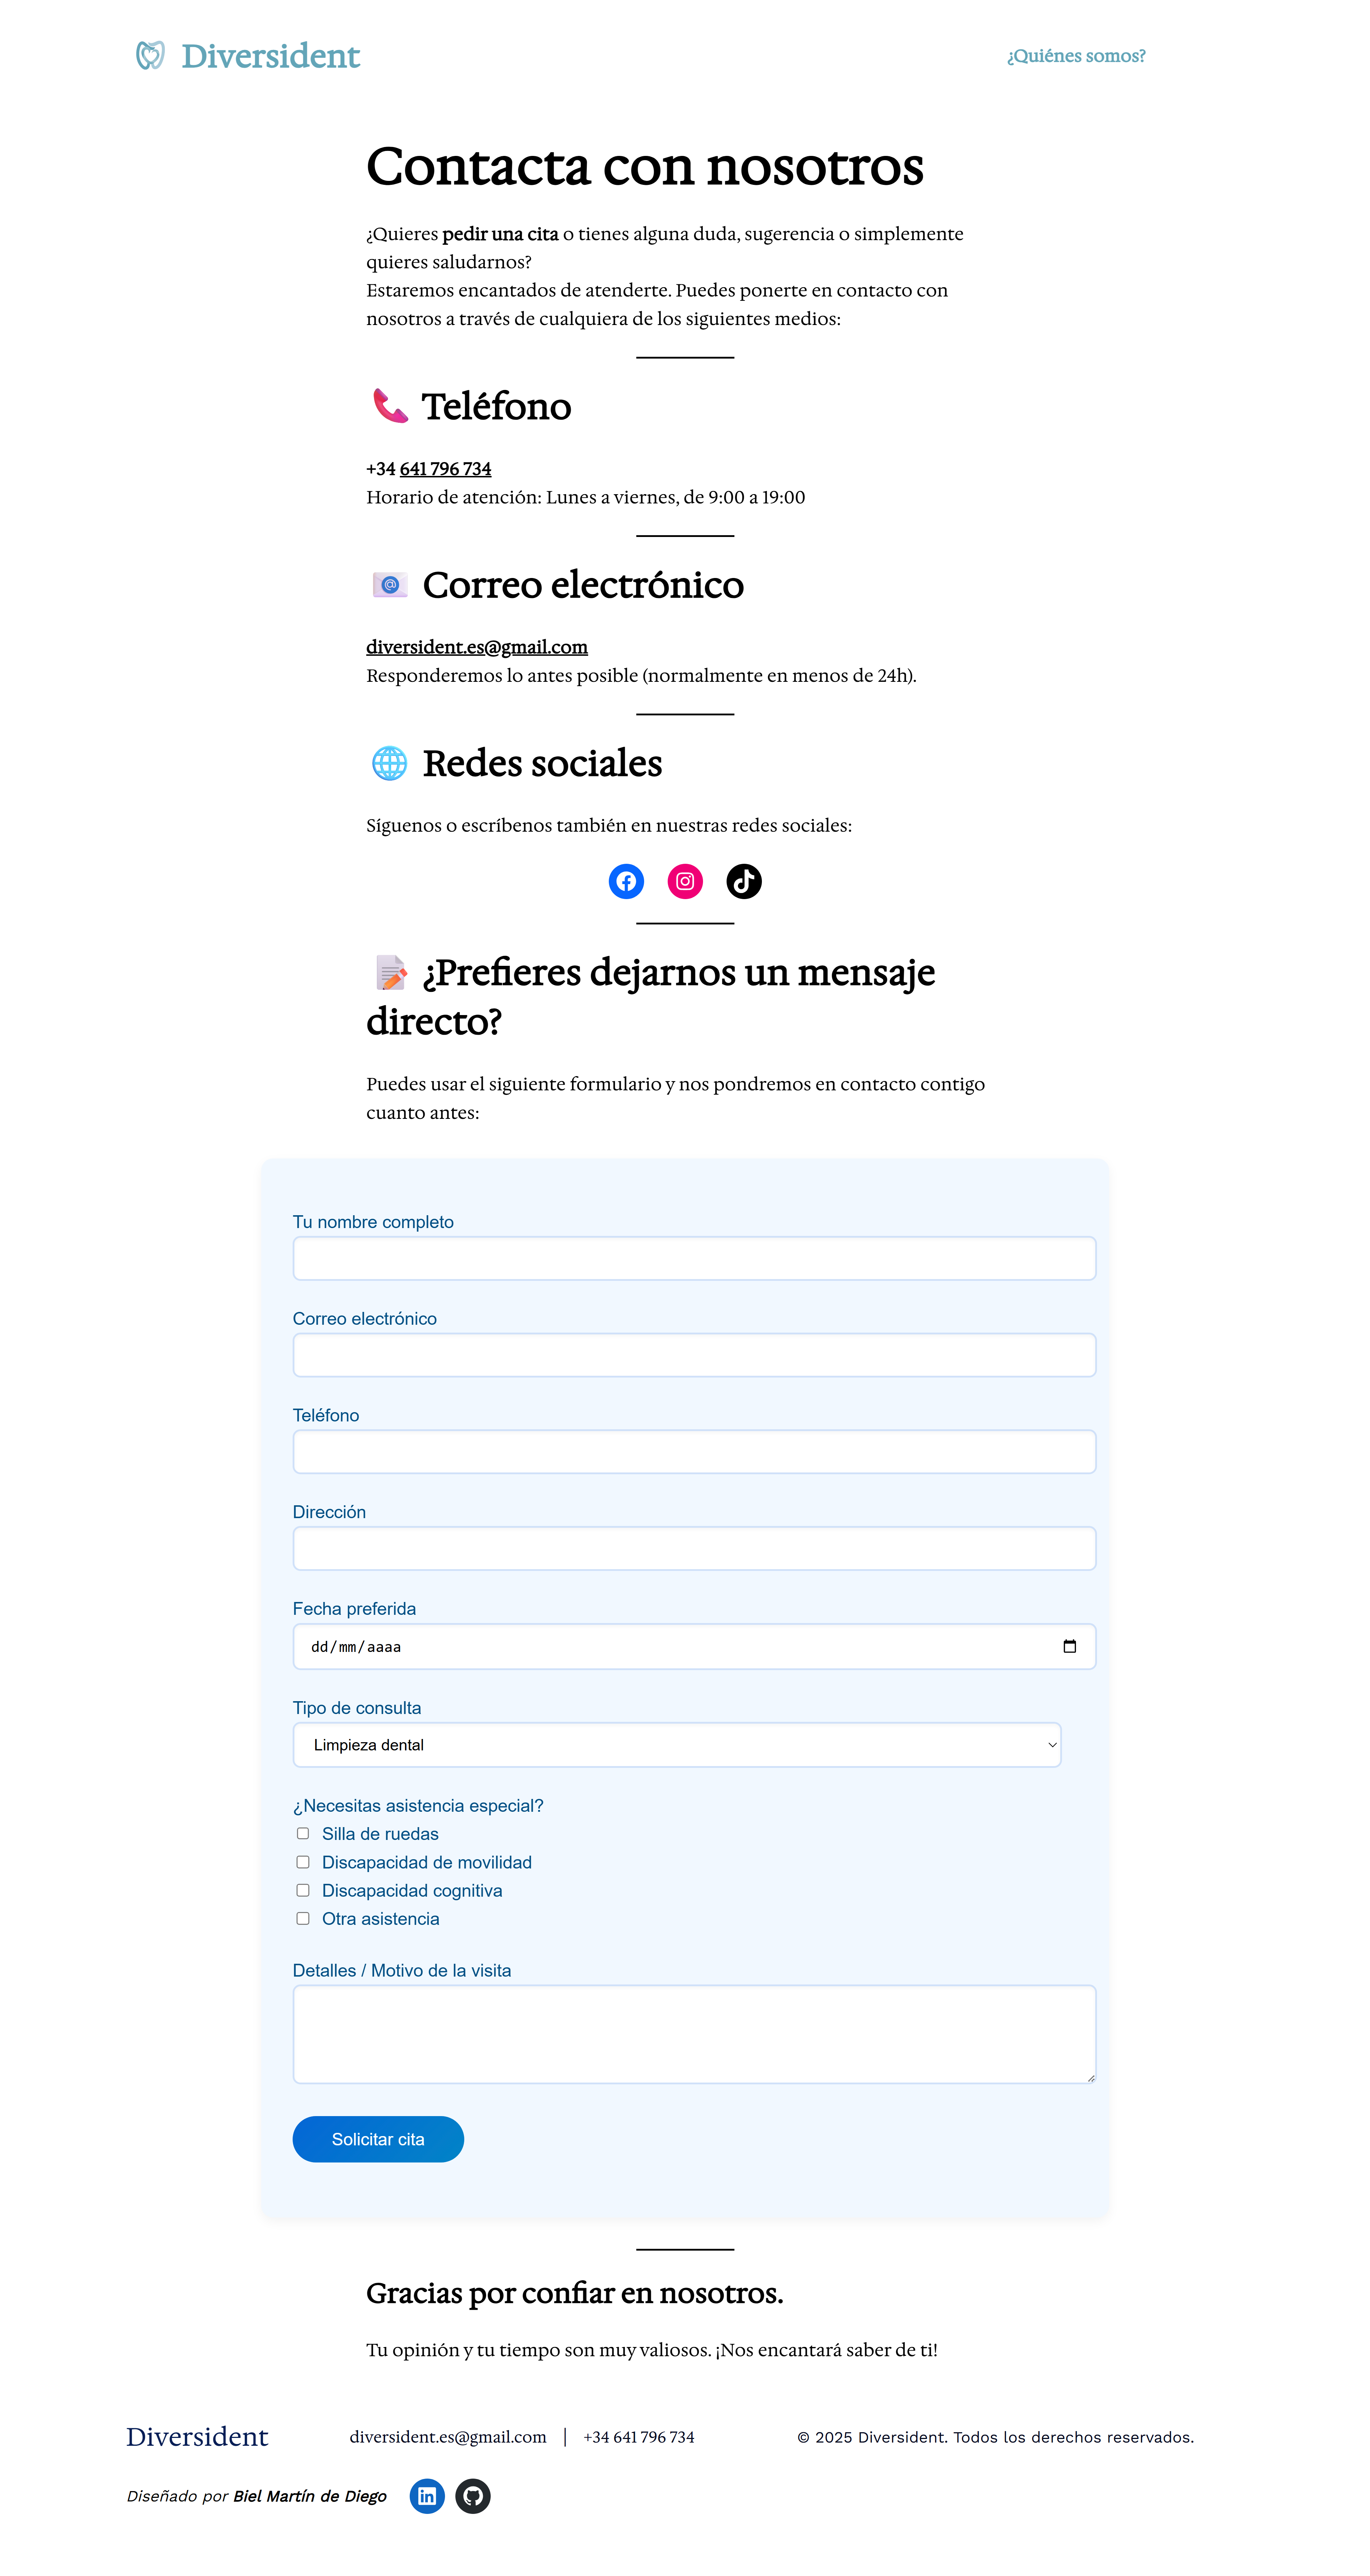 Diversident
¿Quiénes somos?
Contacta con nosotros
¿Quieres pedir una cita o tienes alguna duda, sugerencia o simplemente
quieres saludarnos?
Estaremos encantados de atenderte. Puedes ponerte en contacto con
nosotros a través de cualquiera de los siguientes medios:
Teléfono
+34 641 796 734
Horario de atención: Lunes a viernes, de 9:00 a 19:00
Correo electrónico
diversident.es@gmail.com
Responderemos lo antes posible (normalmente en menos de 24h).
Redes sociales
Síguenos o escríbenos también en nuestras redes sociales:
¿Prefieres dejarnos un mensaje
directo?
Puedes usar el siguiente formulario y nos pondremos en contacto contigo
cuanto antes:
Tu nombre completo
Correo electrónico
Teléfono
Dirección
Fecha preferida
dd/mm/aaaa
Tipo de consulta
Limpieza dental
¿Necesitas asistencia especial?
Silla de ruedas
Discapacidad de movilidad
Discapacidad cognitiva
Otra asistencia
Detalles / Motivo de la visita
Solicitar cita
Gracias por confiar en nosotros.
Tu opinión y tu tiempo son muy valiosos. ¡Nos encantará saber de ti!
Diversident
diversident.es@gmail.com | +34 641 796 734
© 2025 Diversident. Todos los derechos reservados.
Diseñado por Biel Martín de Diego